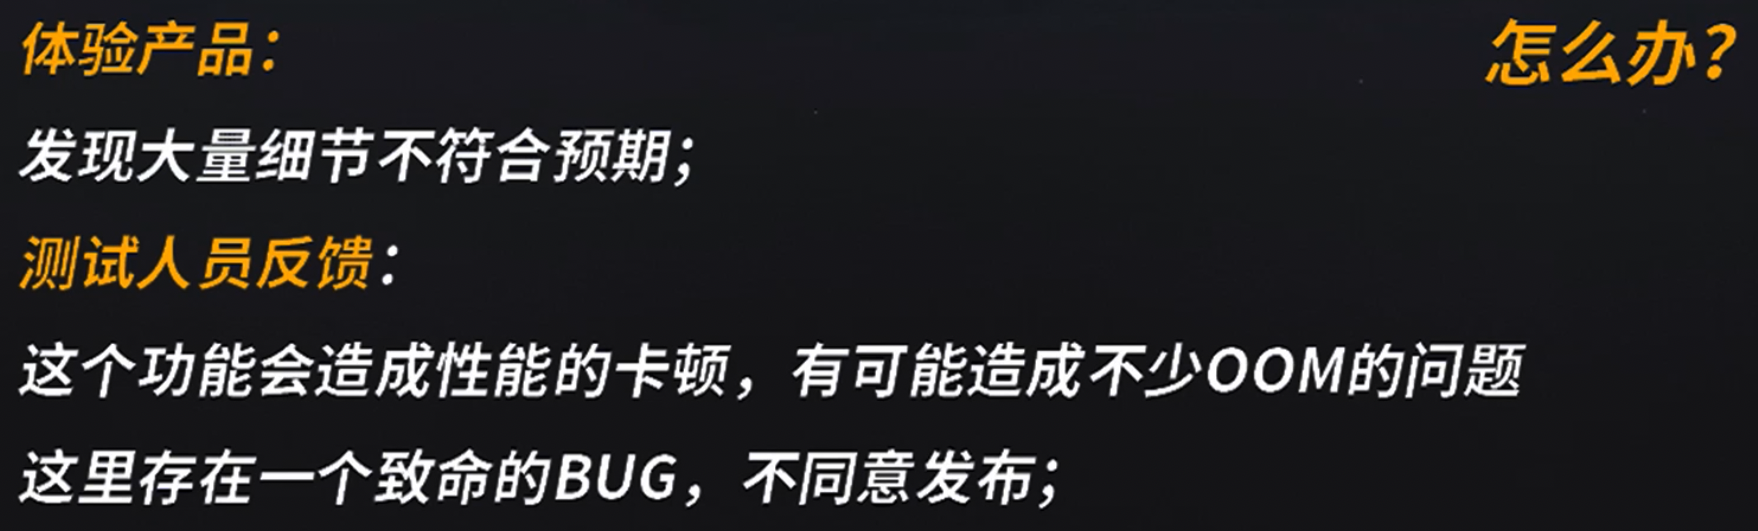 体验产品：
怎么办？
发现大量细节不符合预期；
测试人员反馈：
这个功能会造成性能的卡顿，有可能造成不少OOM的问题
这里存在一个致命的BUG，不同意发布；